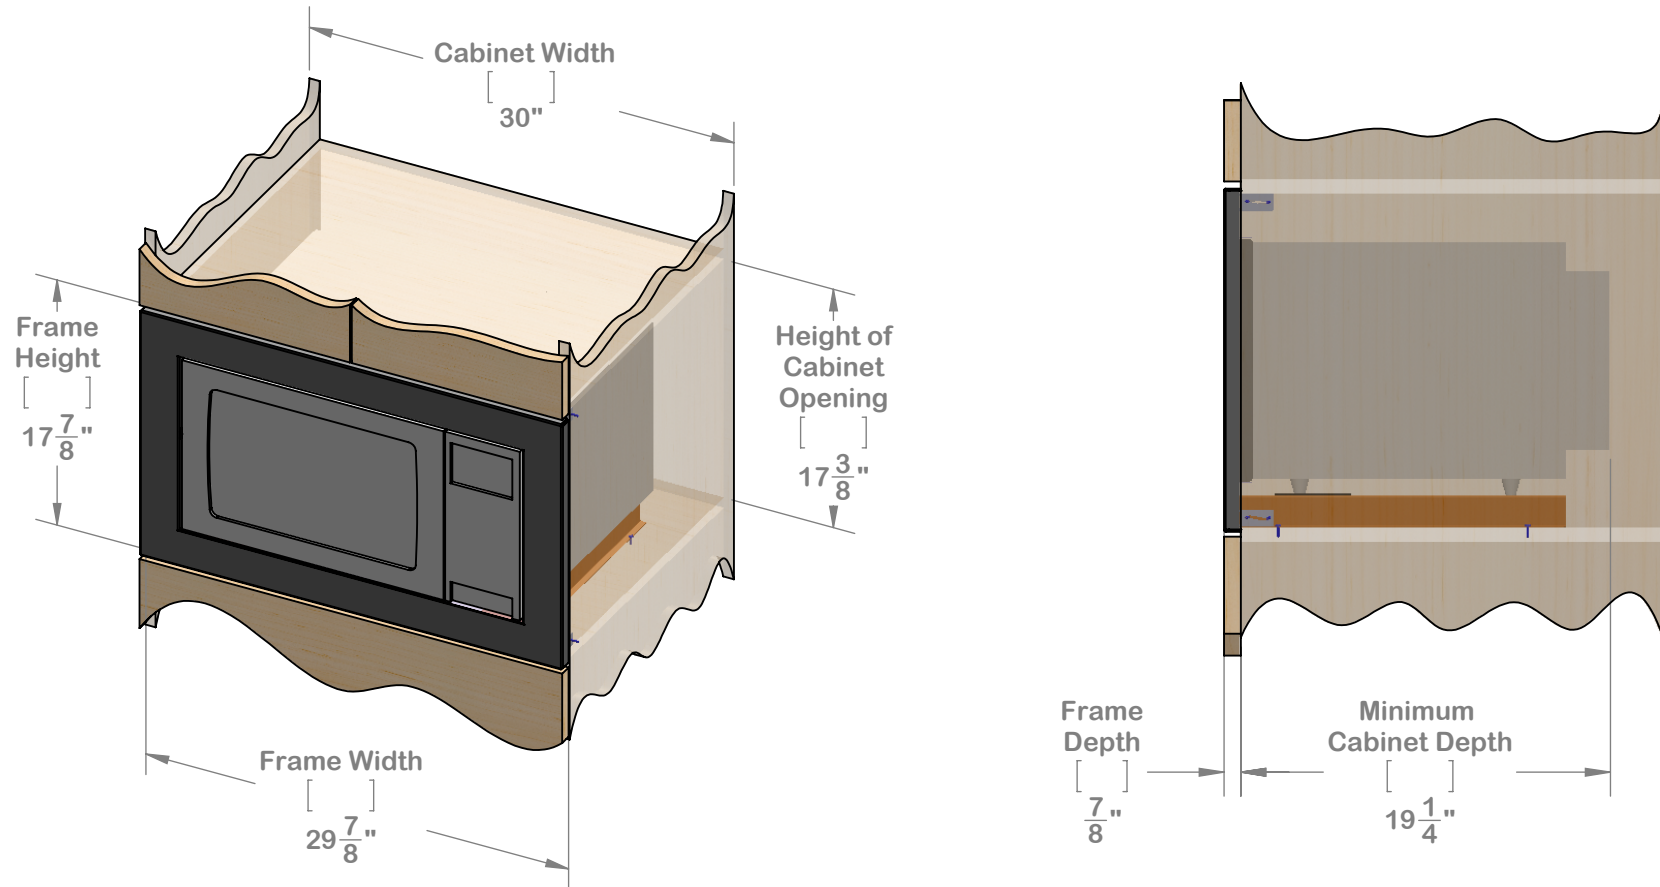 Cabinet Width
[ ]
30"
Frame
Height
[ ]
17 7/8"
Height of
Cabinet
Opening
[ ]
17 3/8"
Frame Width
[ ]
29 7/8"
Frame
Depth
[ ]
7/8"
Minimum
Cabinet Depth
[ ]
19 1/4"